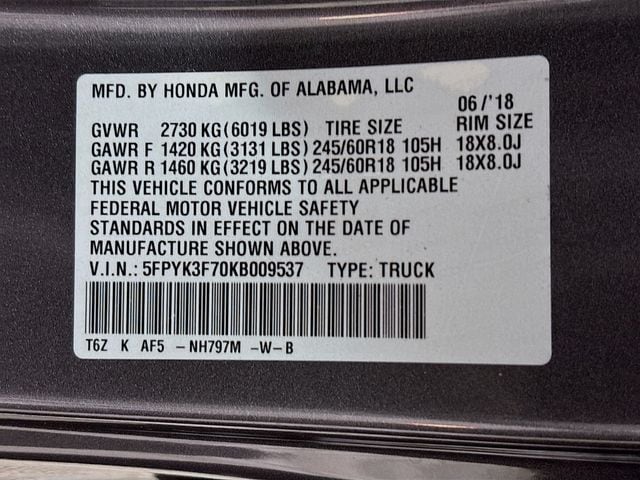 MFD. BY HONDA MFG. OF ALABAMA, LLC
06/'18
GVWR 2730 KG(6019 LBS) TIRE SIZE RIM SIZE
GAWR F 1420 KG(3131 LBS) 245/60R18 105H 18X8.0J
GAWR R 1460 KG(3219 LBS) 245/60R18 105H 18X8.0J
THIS VEHICLE CONFORMS TO ALL APPLICABLE
FEDERAL MOTOR VEHICLE SAFETY
STANDARDS IN EFFECT ON THE DATE OF
MANUFACTURE SHOWN ABOVE.
V.I.N.: 5FPYK3F70KB009537 TYPE: TRUCK
T6Z K AF5 -NH797M -W-B